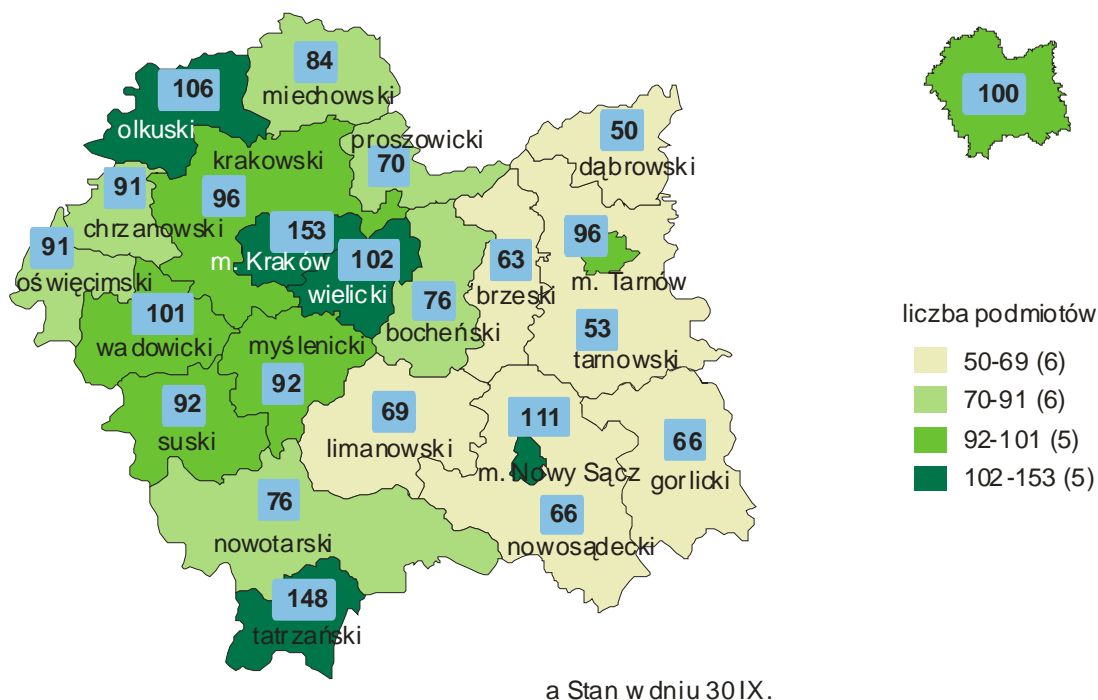 84
miechowski
106
olkuski
100
krakowski
proszowicki
70
50
dąbrowski
91
chrzanowski
96
153
m. Kraków
102
wielicki
63
brzeski
96
m. Tarnów
91
oświęcimski
76
bocheński
53
tarnowski
101
wadowicki
myślenicki
92
92
suski
69
limanowski
111
m. Nowy Sącz
66
gorlicki
76
nowotarski
66
nowosądecki
148
tatrzański
liczba podmiotów
50-69 (6)
70-91 (6)
92-101 (5)
102-153 (5)
a Stan w dniu 30 IX.